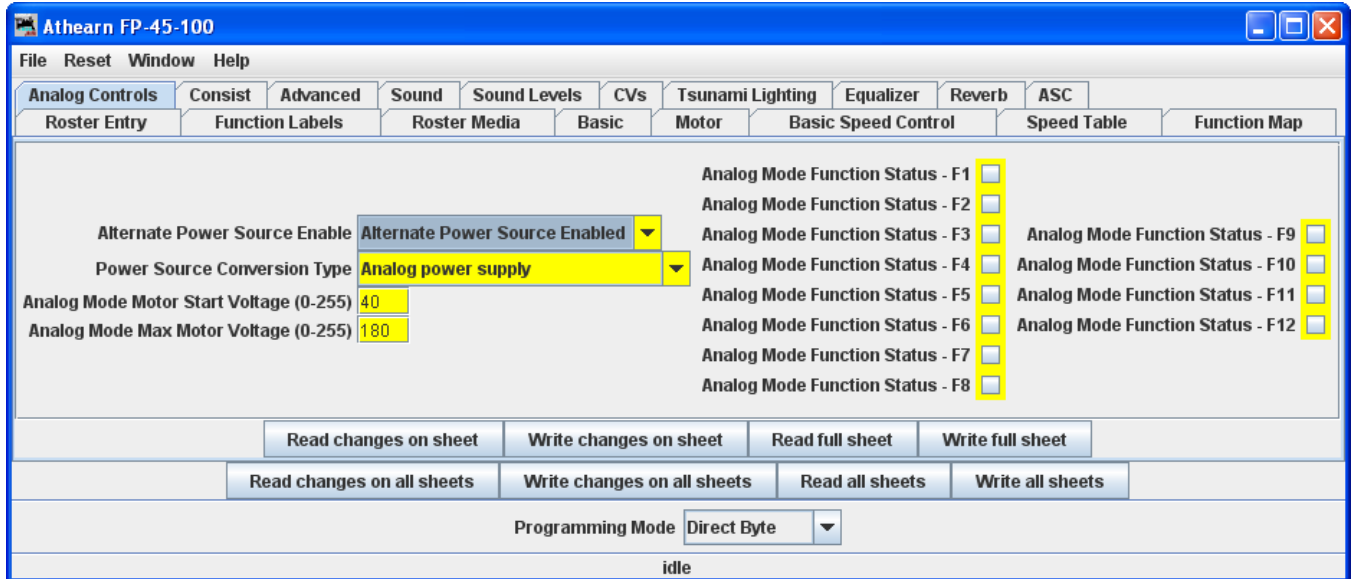 Athearn FP-45-100
File Reset Window Help
Analog Controls Consist Advanced Sound Sound Levels CVs Tsunami Lighting Equalizer Reverb ASC
Roster Entry Function Labels Roster Media Basic Motor Basic Speed Control Speed Table Function Map
Alternate Power Source Enable Alternate Power Source Enabled
Power Source Conversion Type Analog power supply
Analog Mode Motor Start Voltage (0-255) 40
Analog Mode Max Motor Voltage (0-255) 180
Analog Mode Function Status - F1
Analog Mode Function Status - F2
Analog Mode Function Status - F3
Analog Mode Function Status - F4
Analog Mode Function Status - F5
Analog Mode Function Status - F6
Analog Mode Function Status - F7
Analog Mode Function Status - F8
Analog Mode Function Status - F9
Analog Mode Function Status - F10
Analog Mode Function Status - F11
Analog Mode Function Status - F12
Read changes on sheet Write changes on sheet Read full sheet Write full sheet
Read changes on all sheets Write changes on all sheets Read all sheets Write all sheets
Programming Mode Direct Byte
idle